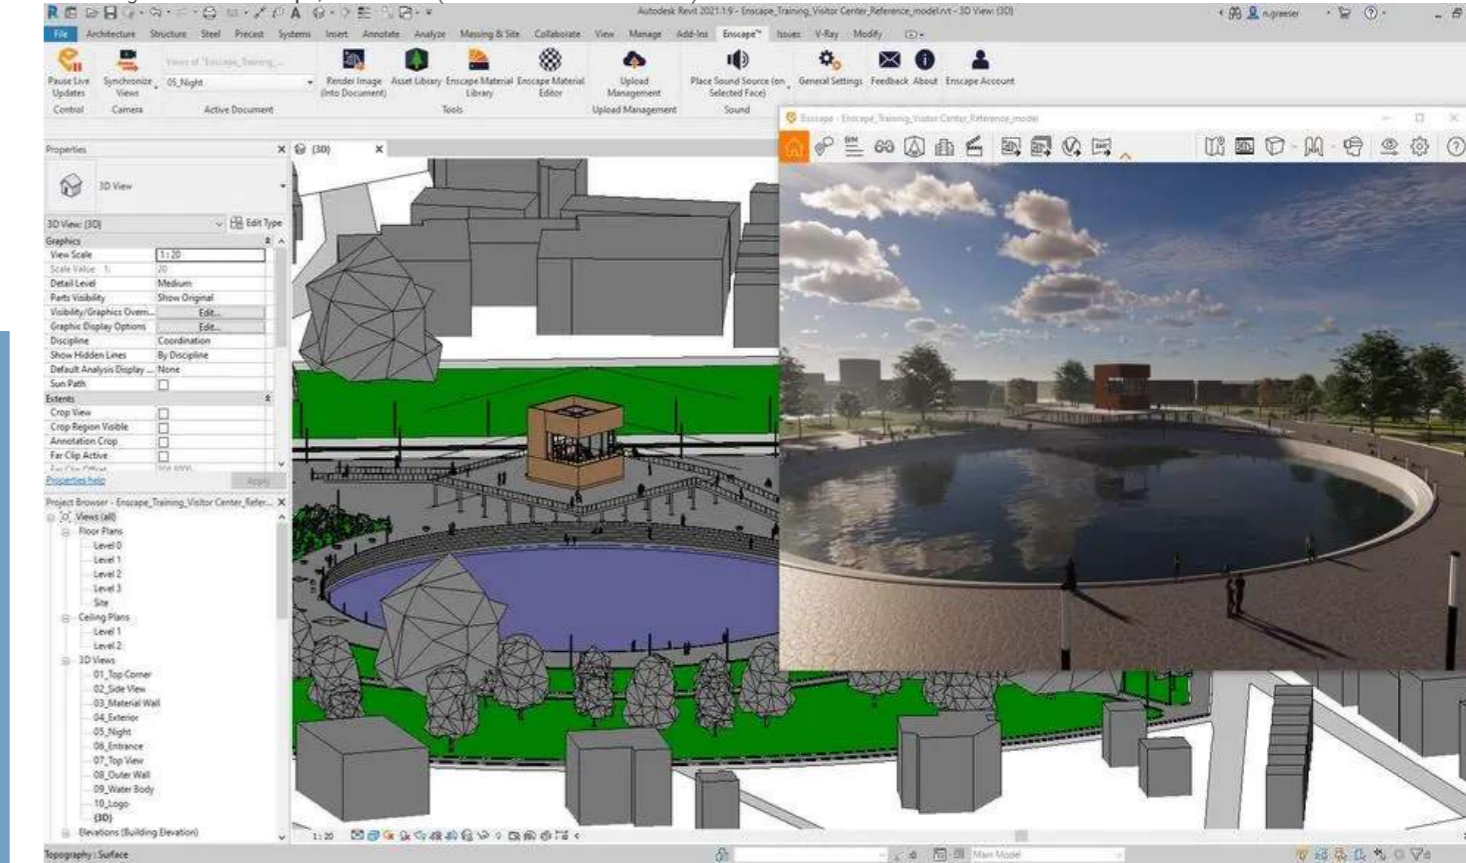 Autodesk Revit 2021.1.9 - Enscape_Training_Visitor Center_Reference_model.rvt - 3D View: {3D}
n.graeser
File Architecture Structure Steel Precast Systems Insert Annotate Analyze Massing & Site Collaborate View Manage Add-Ins Enscape™ Issues V-Ray Modify
Pause Live Updates
Synchronize Views
05_Night
Render Image (Into Document)
Asset Library
Enscape Material Library
Enscape Material Editor
Upload Management
Place Sound Source (on Selected Face)
General Settings
Feedback
About
Enscape Account
Control Camera Active Document Tools Upload Management Sound
Enscape - Enscape_Training_Visitor Center_Reference_model
BIM
360°
Properties
{3D}
3D View
3D View: {3D}
Edit Type
Graphics
View Scale 1 : 20
Scale Value 1: 20
Detail Level Medium
Parts Visibility Show Original
Visibility/Graphics Overri... Edit...
Graphic Display Options Edit...
Discipline Coordination
Show Hidden Lines By Discipline
Default Analysis Display ... None
Sun Path
Extents
Crop View
Crop Region Visible
Annotation Crop
Far Clip Active
Properties help
Apply
Project Browser - Enscape_Training_Visitor Center_Refer...
Views (all)
Floor Plans
Level 0
Level 1
Level 2
Level 3
Site
Ceiling Plans
Level 1
Level 2
3D Views
01_Top Corner
02_Side View
03_Material Wall
04_Exterior
05_Night
06_Entrance
07_Top View
08_Outer Wall
09_Water Body
10_Logo
{3D}
Elevations (Building Elevation)
1 : 20
Topography : Surface
Main Model